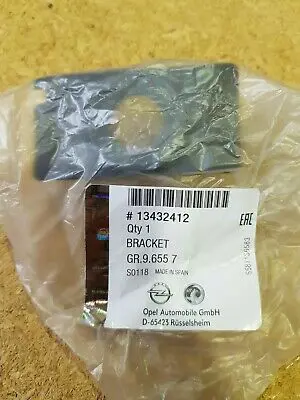 # 13432412
Qty 1
BRACKET
GR.9.655 7
S0118 MADE IN SPAIN
EAC
Opel Automobile GmbH
D-65423 Rüsselsheim